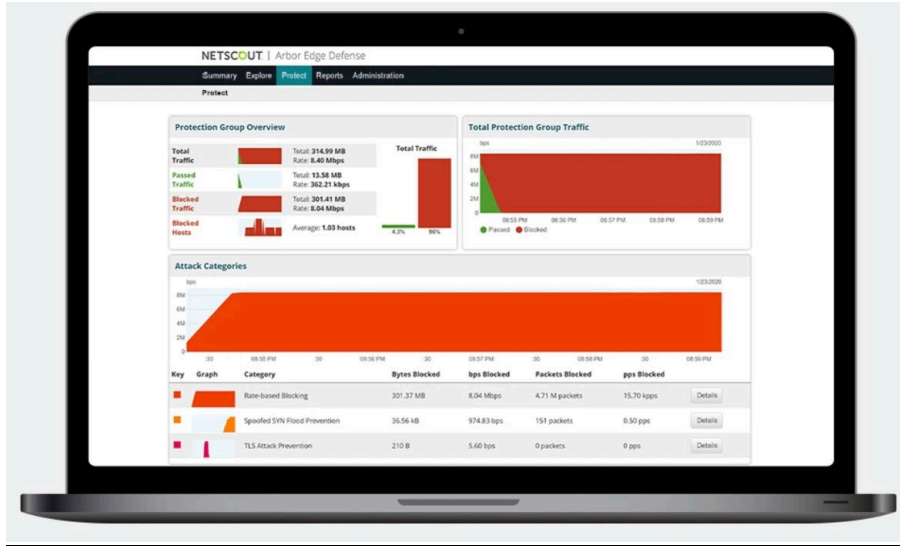 NETSCOUT. | Arbor Edge Defense
Summary Explore Protect Reports Administration
Protect
Protection Group Overview
Total Traffic
Total: 314.99 MB
Rate: 8.40 Mbps
Passed Traffic
Total: 13.58 MB
Rate: 362.21 kbps
Blocked Traffic
Total: 301.41 MB
Rate: 8.04 Mbps
Blocked Hosts
Average: 1.03 hosts
Total Traffic
4.3% 96%
Total Protection Group Traffic
bps 1/23/2020
8M
6M
4M
2M
0
08:55 PM 08:56 PM 08:57 PM 08:58 PM 08:59 PM
Passed Blocked
Attack Categories
bps 1/23/2020
8M
6M
4M
2M
0
:30 08:55 PM :30 08:56 PM :30 08:57 PM :30 08:58 PM :30 08:59 PM
Key Graph Category Bytes Blocked bps Blocked Packets Blocked pps Blocked
Rate-based Blocking 301.37 MB 8.04 Mbps 4.71 M packets 15.70 kpps Details
Spoofed SYN Flood Prevention 36.56 kB 974.83 bps 151 packets 0.50 pps Details
TLS Attack Prevention 210 B 5.60 bps 0 packets 0 pps Details